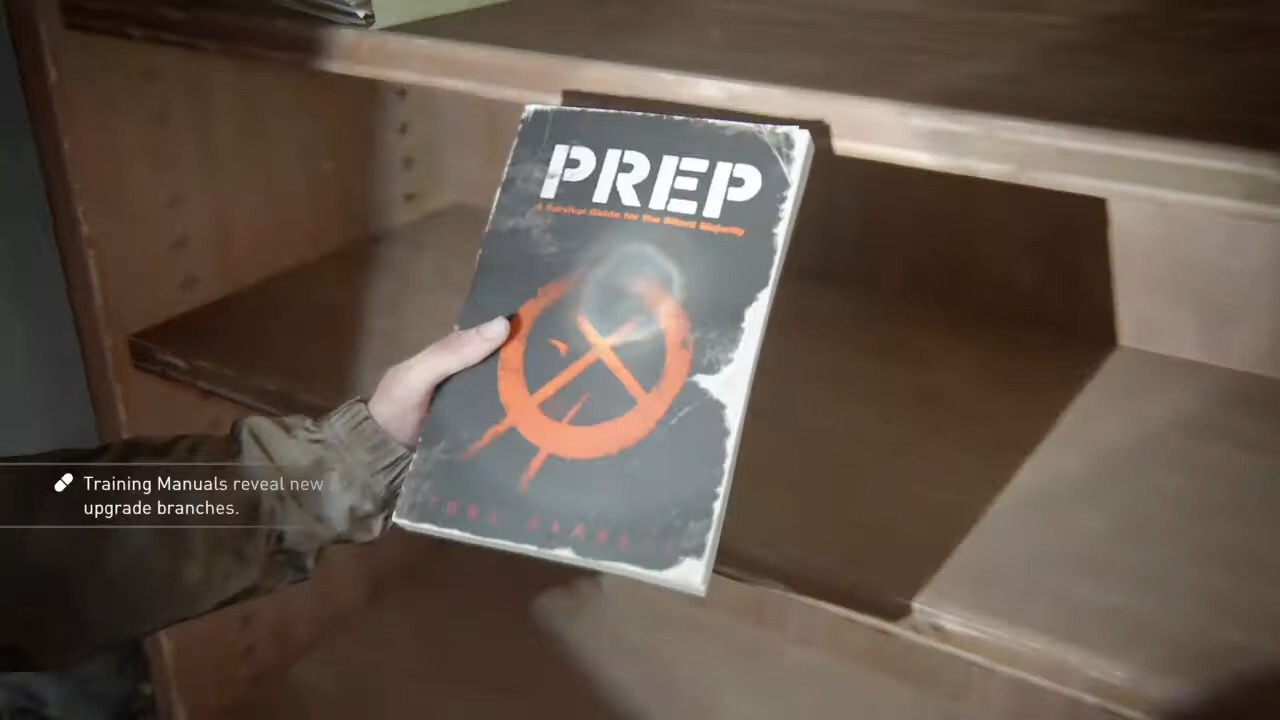 PREP
A Survival Guide for the Silent Majority
Training Manuals reveal new
upgrade branches.